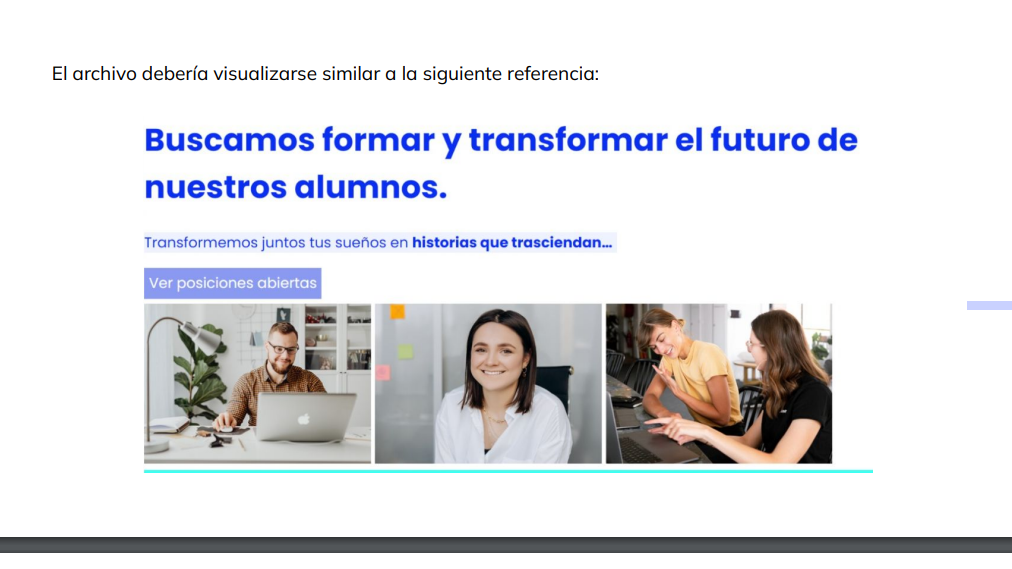 El archivo debería visualizarse similar a la siguiente referencia:
Buscamos formar y transformar el futuro de
nuestros alumnos.
Transformemos juntos tus sueños en historias que trasciendan...
Ver posiciones abiertas